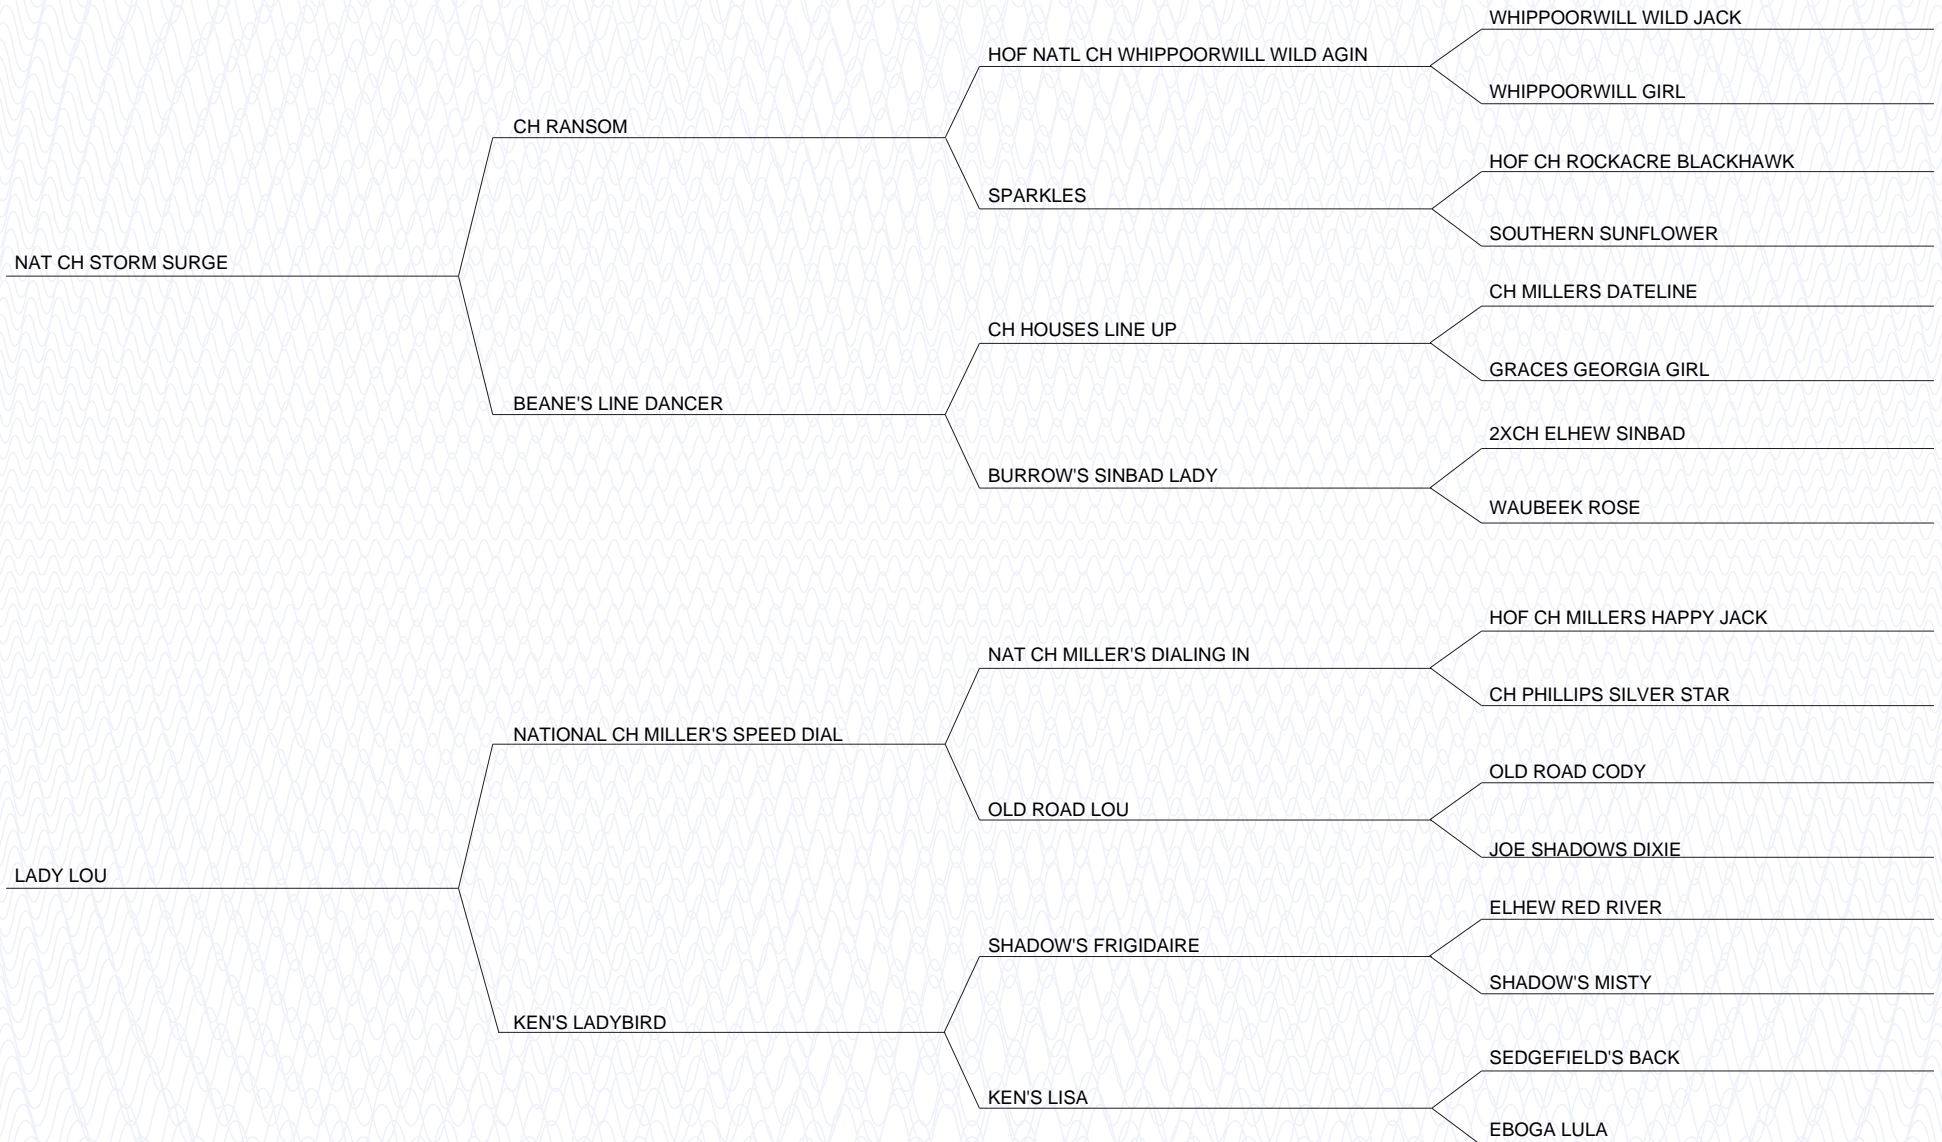 WHIPPOORWILL WILD JACK
HOF NATL CH WHIPPOORWILL WILD AGIN
WHIPPOORWILL GIRL
CH RANSOM
HOF CH ROCKACRE BLACKHAWK
SPARKLES
SOUTHERN SUNFLOWER
NAT CH STORM SURGE
CH MILLERS DATELINE
CH HOUSES LINE UP
GRACES GEORGIA GIRL
BEANE'S LINE DANCER
2XCH ELHEW SINBAD
BURROW'S SINBAD LADY
WAUBEEK ROSE
HOF CH MILLERS HAPPY JACK
NAT CH MILLER'S DIALING IN
CH PHILLIPS SILVER STAR
NATIONAL CH MILLER'S SPEED DIAL
OLD ROAD CODY
OLD ROAD LOU
JOE SHADOWS DIXIE
LADY LOU
ELHEW RED RIVER
SHADOW'S FRIGIDAIRE
SHADOW'S MISTY
KEN'S LADYBIRD
SEDGEFIELD'S BACK
KEN'S LISA
EBOGA LULA